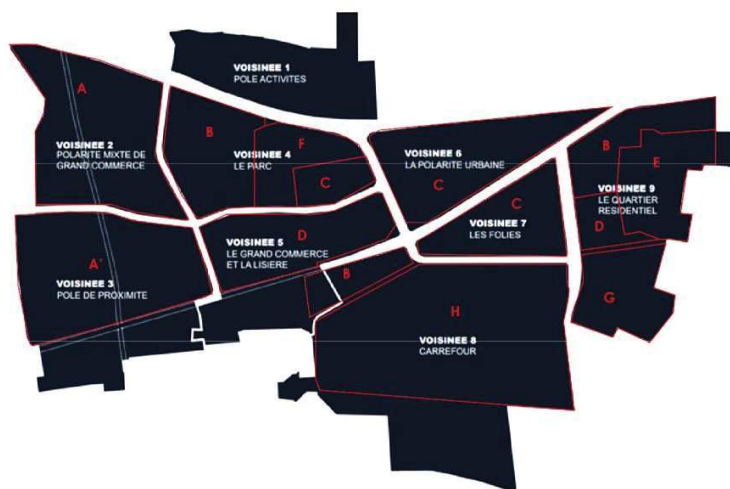 VOISINEE 1
POLE ACTIVITES
A
VOISINEE 2
POLARITE MIXTE DE
GRAND COMMERCE
B
F
VOISINEE 4
LE PARC
C
VOISINEE 6
LA POLARITE URBAINE
C
B
E
VOISINEE 9
LE QUARTIER
RESIDENTIEL
D
C
VOISINEE 7
LES FOLIES
D
VOISINEE 5
LE GRAND COMMERCE
ET LA LISIERE
A'
VOISINEE 3
POLE DE PROXIMITE
B
G
H
VOISINEE 8
CARREFOUR